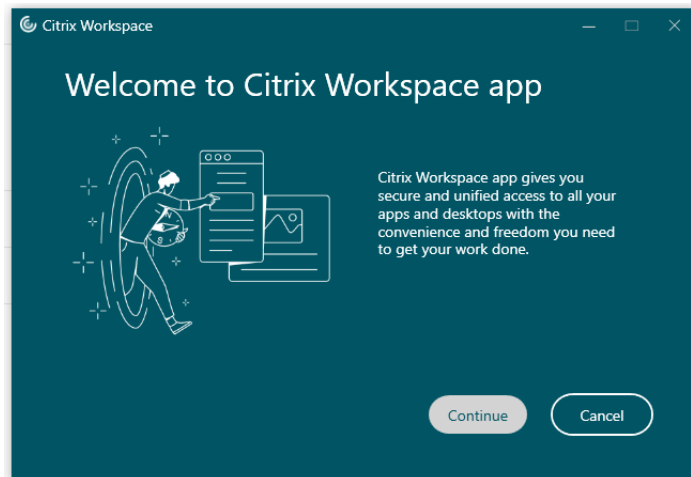 Citrix Workspace
Welcome to Citrix Workspace app
Citrix Workspace app gives you
secure and unified access to all your
apps and desktops with the
convenience and freedom you need
to get your work done.
N
S
Continue
Cancel